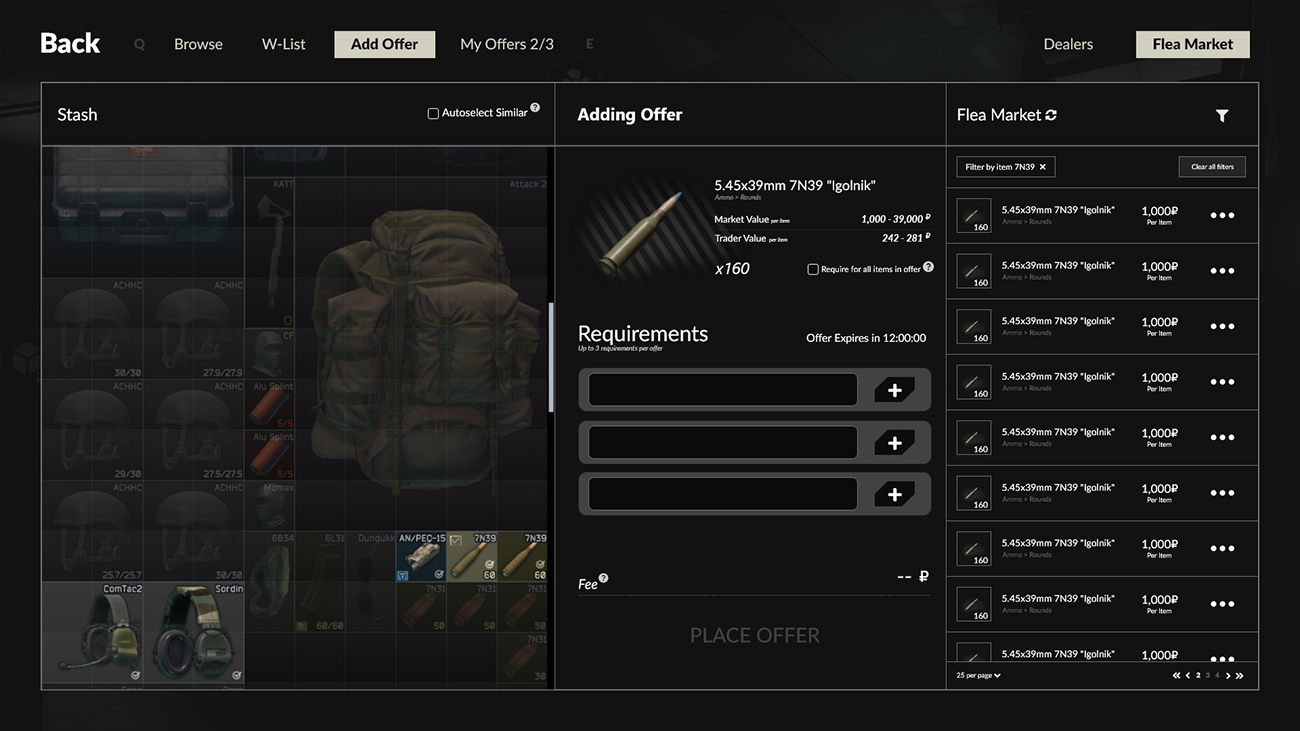 Back
Q
Browse
W-List
Add Offer
My Offers 2/3
E
Dealers
Flea Market
Stash
Autoselect Similar
?
KATT
Attack 2
ACHHC
30/30
ACHHC
27.9/27.9
CF
ACHHC
29/30
ACHHC
27.5/27.5
Alu Splint
5/5
Alu Splint
5/5
ACHHC
25.7/25.7
ACHHC
30/30
Momex
6B34
6L31
60/60
Dundukk
AN/PEQ-15
7N39
60
7N39
60
7N31
50
7N31
50
7N31
50
7N31
30
ComTac2
Sordin
Adding Offer
5.45x39mm 7N39 "Igolnik"
Ammo > Rounds
Market Value per item 1,000 - 39,000 ₽
Trader Value per item 242 - 281 ₽
x160
Require for all items in offer ?
Requirements
Up to 3 requirements per offer
Offer Expires in 12:00:00
+
+
+
Fee ?
-- ₽
PLACE OFFER
Flea Market
Filter by item 7N39 ×
Clear all filters
160
5.45x39mm 7N39 "Igolnik"
Ammo > Rounds
1,000₽
Per Item
160
5.45x39mm 7N39 "Igolnik"
Ammo > Rounds
1,000₽
Per Item
160
5.45x39mm 7N39 "Igolnik"
Ammo > Rounds
1,000₽
Per Item
160
5.45x39mm 7N39 "Igolnik"
Ammo > Rounds
1,000₽
Per Item
160
5.45x39mm 7N39 "Igolnik"
Ammo > Rounds
1,000₽
Per Item
160
5.45x39mm 7N39 "Igolnik"
Ammo > Rounds
1,000₽
Per Item
160
5.45x39mm 7N39 "Igolnik"
Ammo > Rounds
1,000₽
Per Item
160
5.45x39mm 7N39 "Igolnik"
Ammo > Rounds
1,000₽
Per Item
5.45x39mm 7N39 "Igolnik"
1,000₽
25 per page
« ‹ 2 3 4 › »